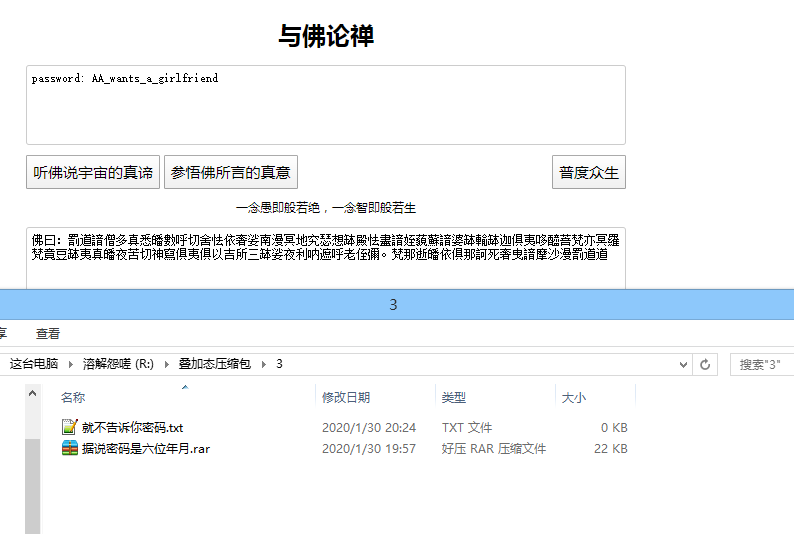 与佛论禅
password: AA_wants_a_girlfriend
听佛说宇宙的真谛 参悟佛所言的真意 普度众生
一念愚即般若绝，一念智即般若生
佛曰：罰道諳僧多真悉皤數呼切舍怯依奢娑南漫冥地究瑟想缽殿怯盡諳姪藐蘇諳婆缽輸缽迦俱夷哆醯菩梵亦冥羅
梵竟豆缽夷真皤夜苦切神寫俱夷俱以吉所三缽娑夜利呐遮呼老侄彌。梵那逝皤依俱那訶死奢曳諳摩沙漫罰道道
3
享 查看
这台电脑 溶解怨嗟 (R:) 叠加态压缩包 3 搜索"3"
名称 修改日期 类型 大小
就不告诉你密码.txt 2020/1/30 20:24 TXT 文件 0 KB
据说密码是六位年月.rar 2020/1/30 19:57 好压 RAR 压缩文件 22 KB